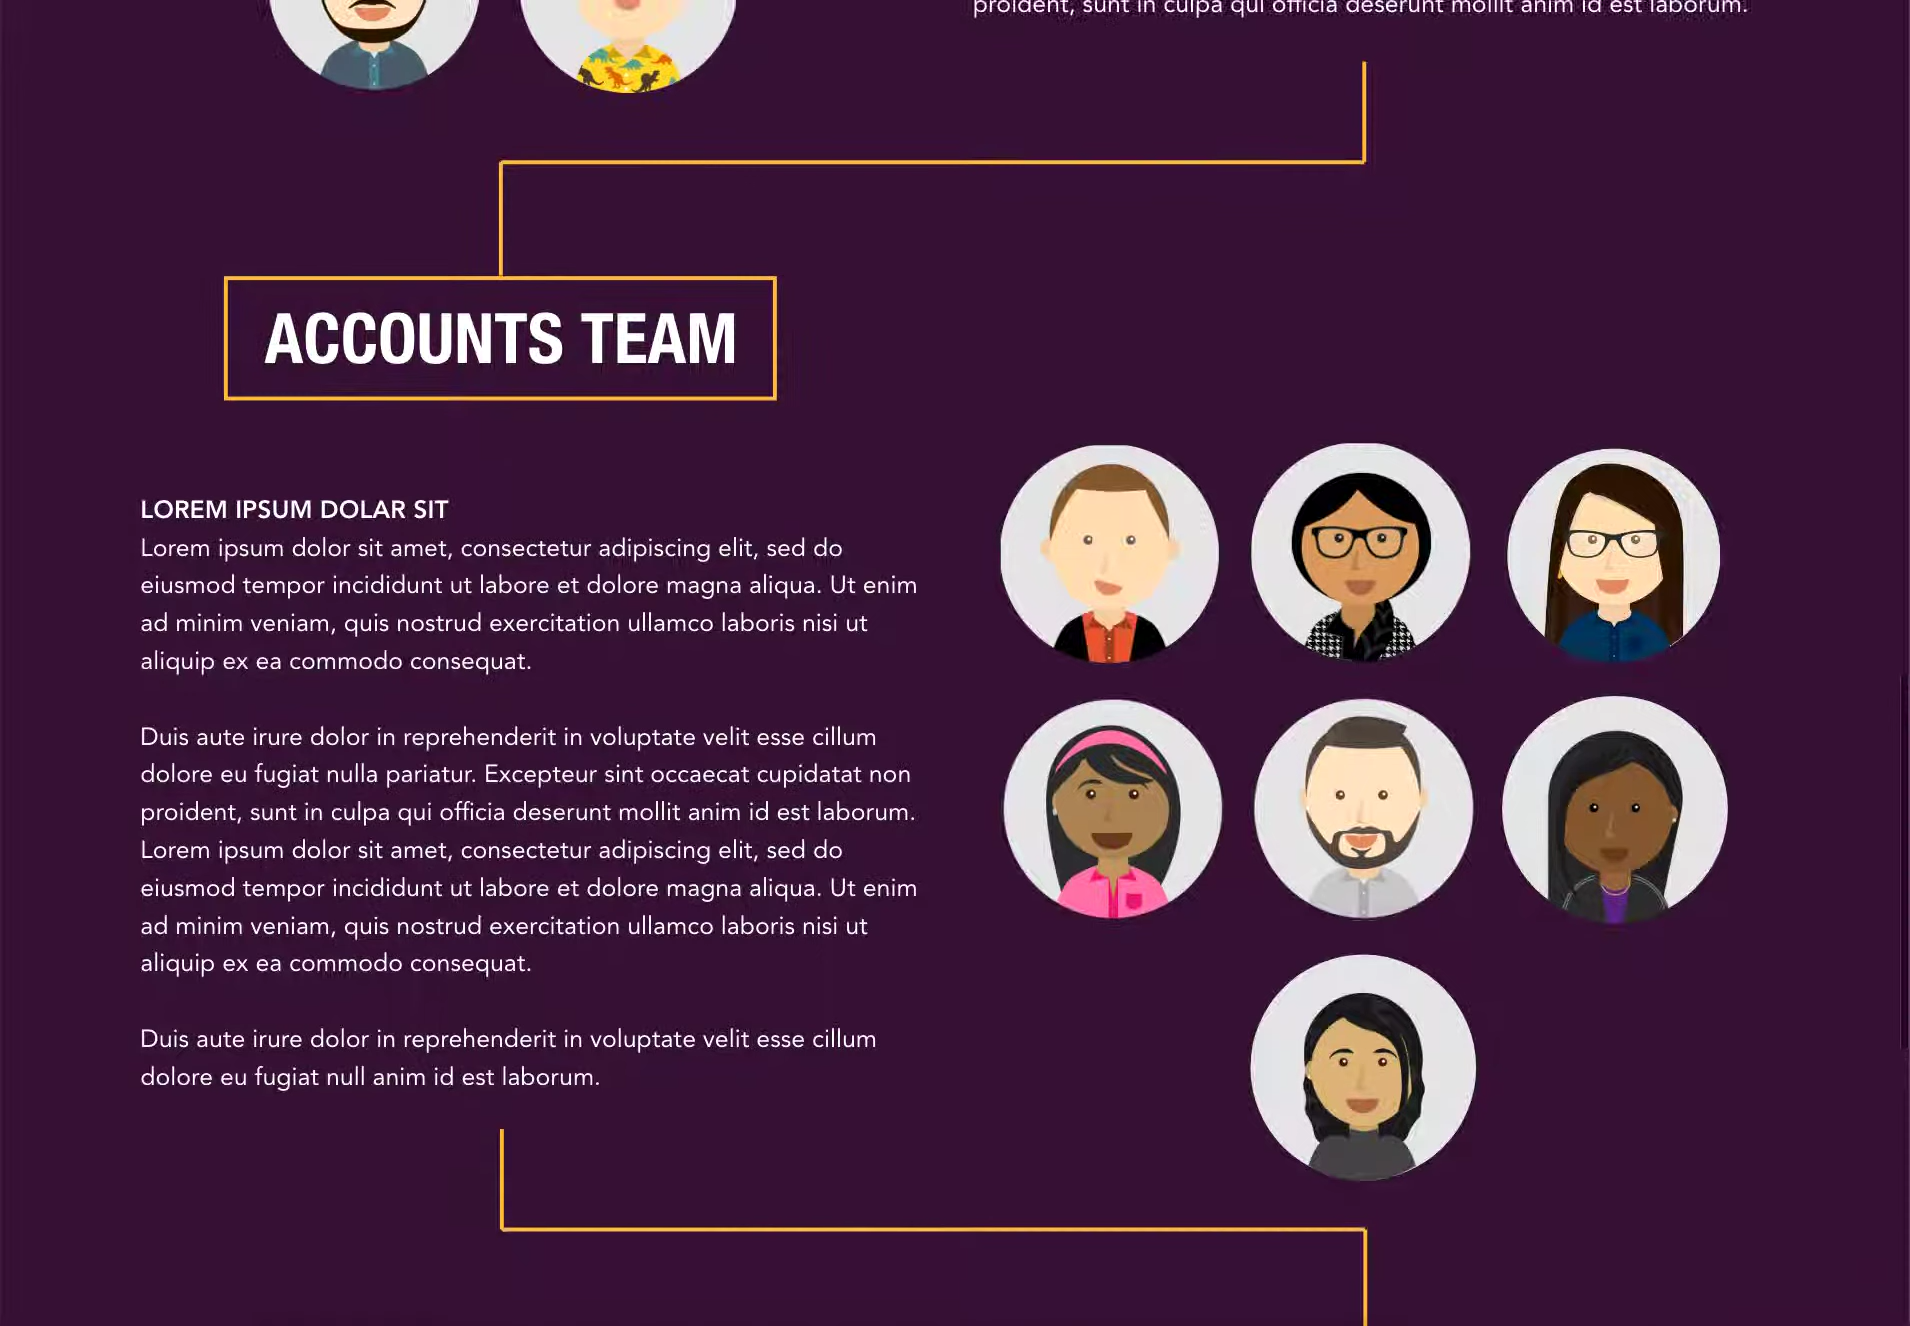 proident, sunt in culpa qui officia deserunt mollit anim id est laborum.
ACCOUNTS TEAM
LOREM IPSUM DOLAR SIT
Lorem ipsum dolor sit amet, consectetur adipiscing elit, sed do
eiusmod tempor incididunt ut labore et dolore magna aliqua. Ut enim
ad minim veniam, quis nostrud exercitation ullamco laboris nisi ut
aliquip ex ea commodo consequat.
Duis aute irure dolor in reprehenderit in voluptate velit esse cillum
dolore eu fugiat nulla pariatur. Excepteur sint occaecat cupidatat non
proident, sunt in culpa qui officia deserunt mollit anim id est laborum.
Lorem ipsum dolor sit amet, consectetur adipiscing elit, sed do
eiusmod tempor incididunt ut labore et dolore magna aliqua. Ut enim
ad minim veniam, quis nostrud exercitation ullamco laboris nisi ut
aliquip ex ea commodo consequat.
Duis aute irure dolor in reprehenderit in voluptate velit esse cillum
dolore eu fugiat null anim id est laborum.